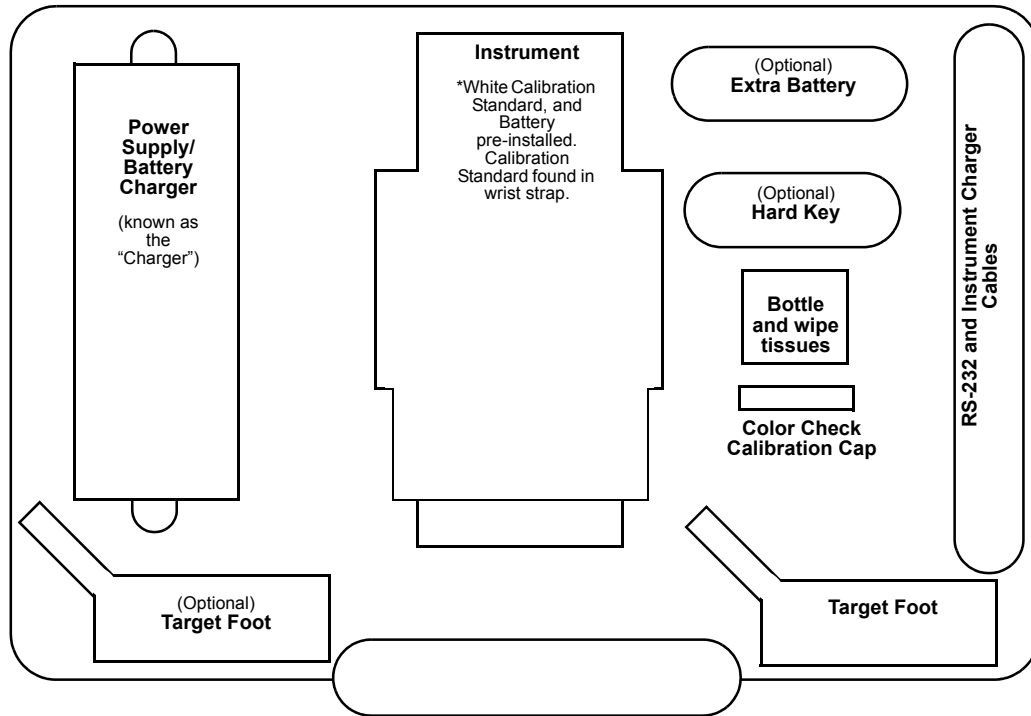 Power
Supply/
Battery
Charger
(known as
the
“Charger”)
Instrument
*White Calibration
Standard, and
Battery
pre-installed.
Calibration
Standard found in
wrist strap.
(Optional)
Extra Battery
(Optional)
Hard Key
Bottle
and wipe
tissues
Color Check
Calibration Cap
RS-232 and Instrument Charger
Cables
(Optional)
Target Foot
Target Foot